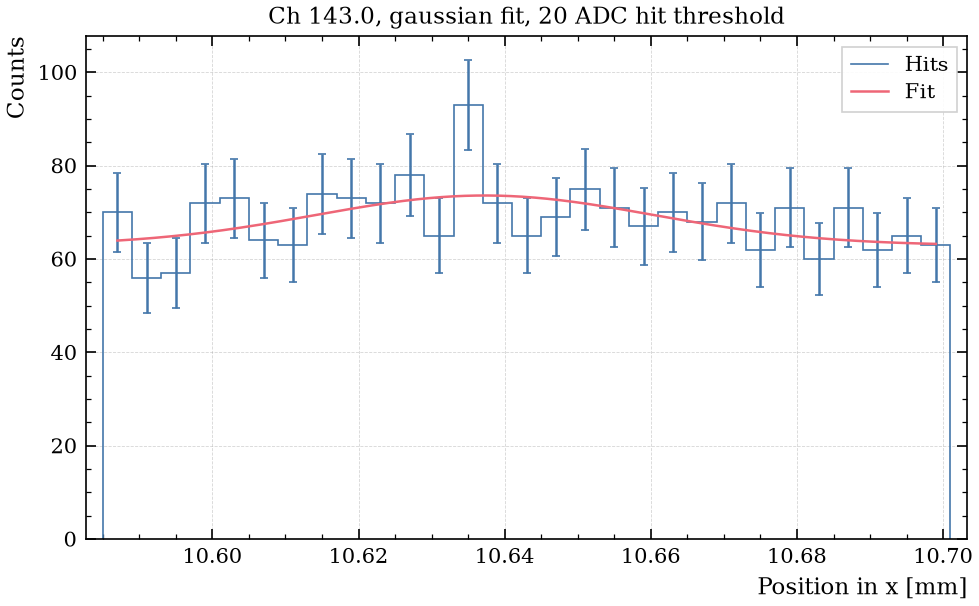 Ch 143.0, gaussian fit, 20 ADC hit threshold
Counts
100
80
60
40
20
0
Hits
Fit
10.60
10.62
10.64
10.66
10.68
10.70
Position in x [mm]